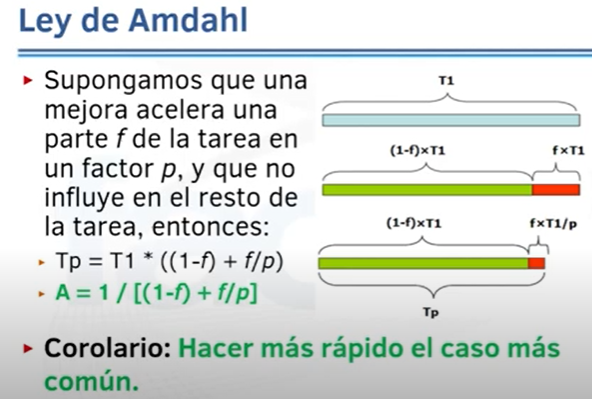 Ley de Amdahl
Supongamos que una
mejora acelera una
parte f de la tarea en
un factor p, y que no
influye en el resto de
la tarea, entonces:
Tp = T1 * ((1-f) + f/p)
A = 1 / [(1-f) + f/p]
T1
(1-f)×T1
f×T1
(1-f)×T1
f×T1/p
Tp
Corolario: Hacer más rápido el caso más
común.